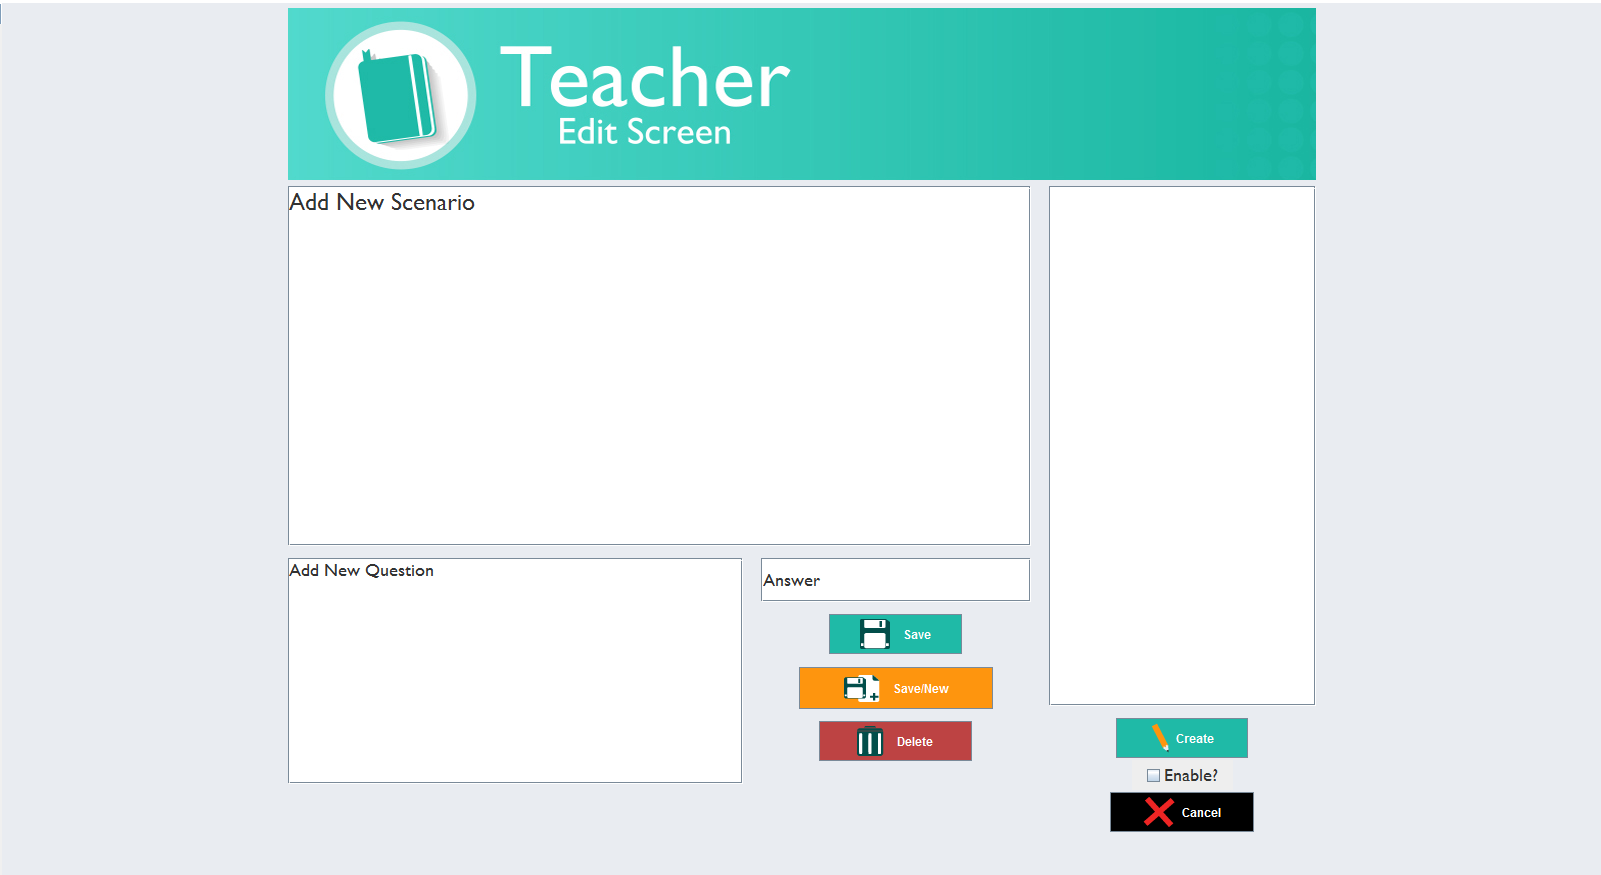 Teacher
Edit Screen
Add New Scenario
Add New Question
Answer
Save
Save/New
Delete
Create
Enable?
Cancel